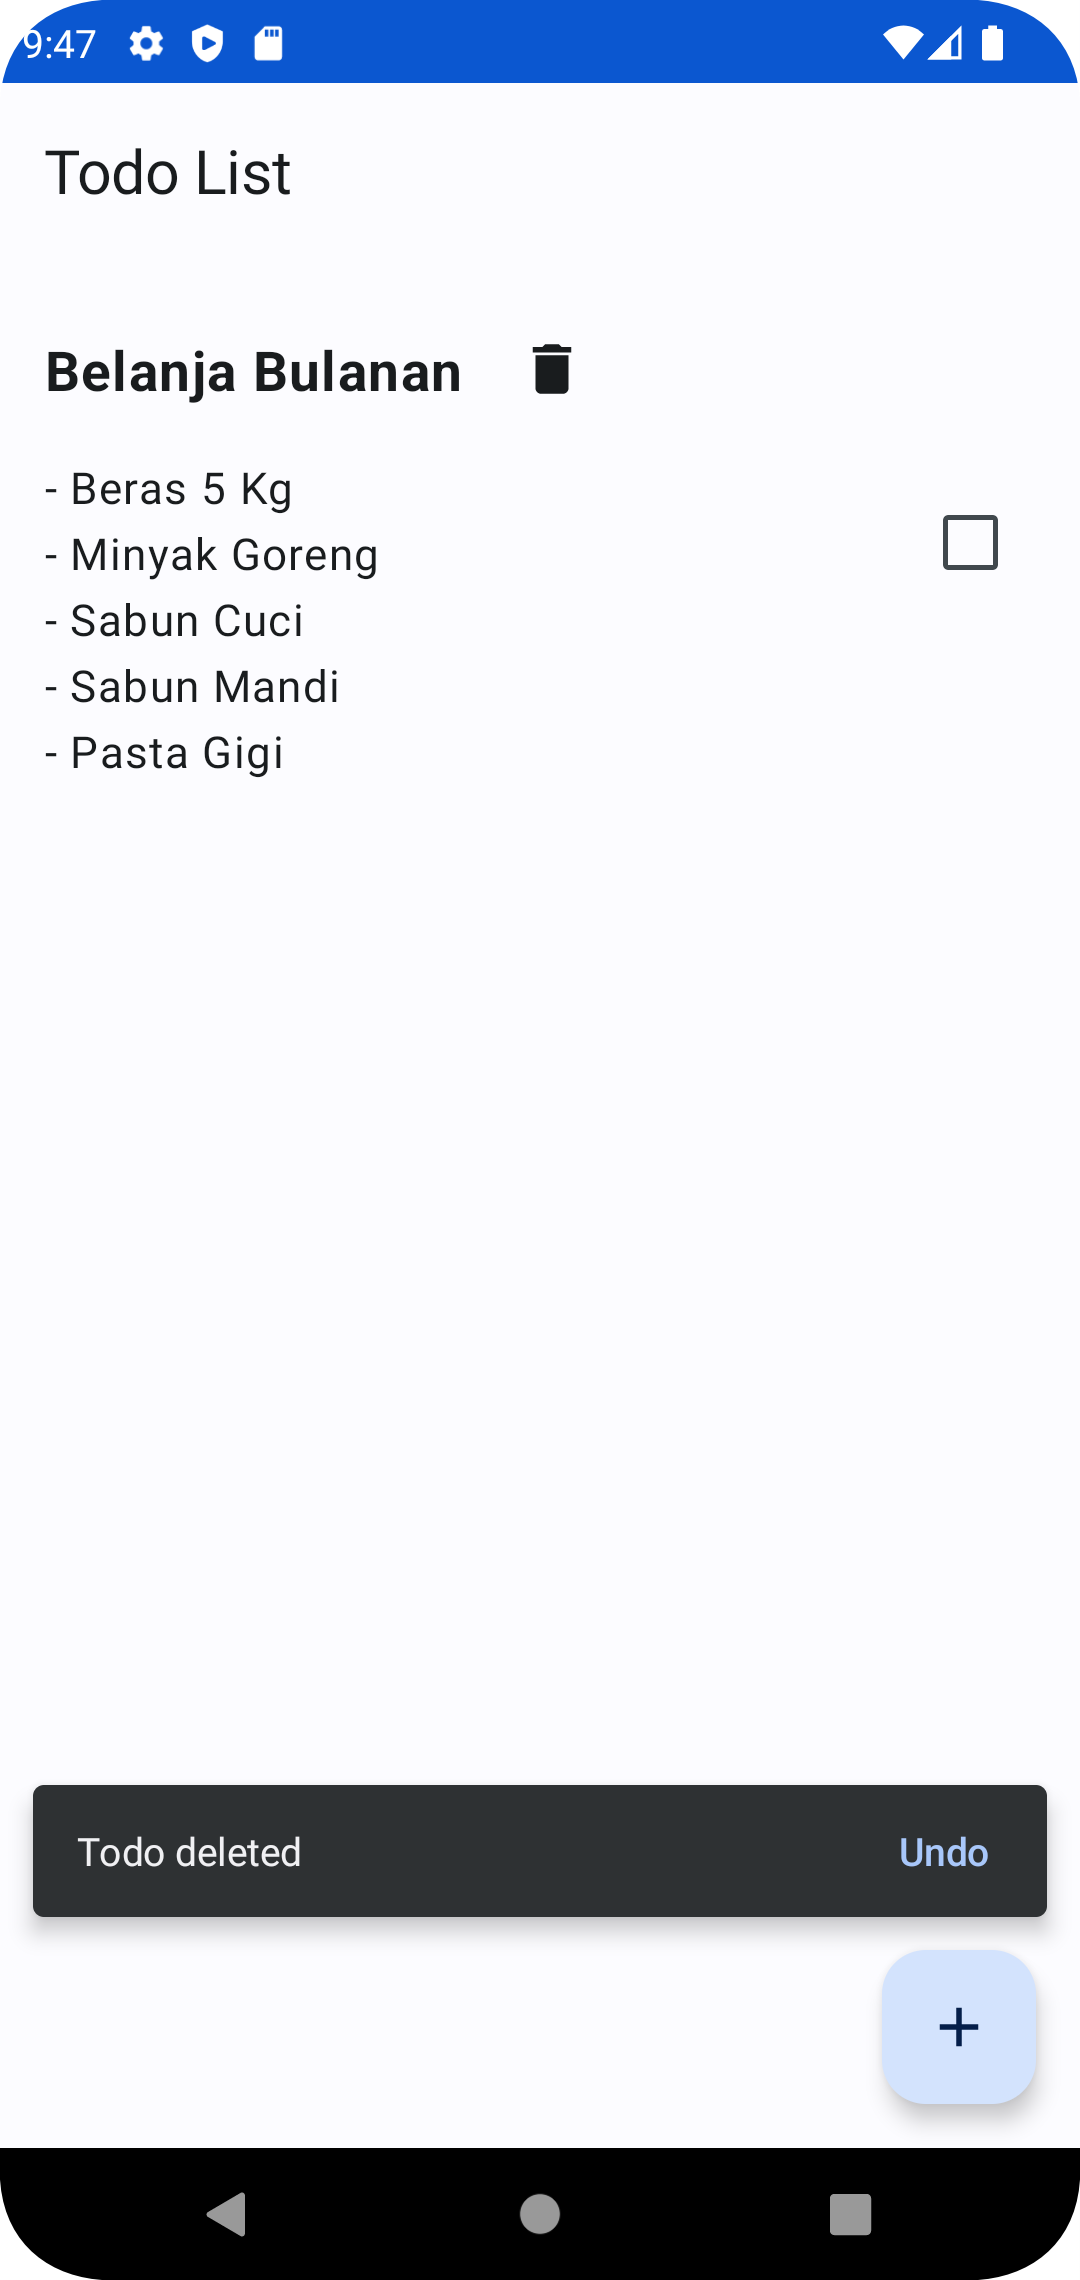 9:47
Todo List
Belanja Bulanan
- Beras 5 Kg
- Minyak Goreng
- Sabun Cuci
- Sabun Mandi
- Pasta Gigi
Todo deleted Undo